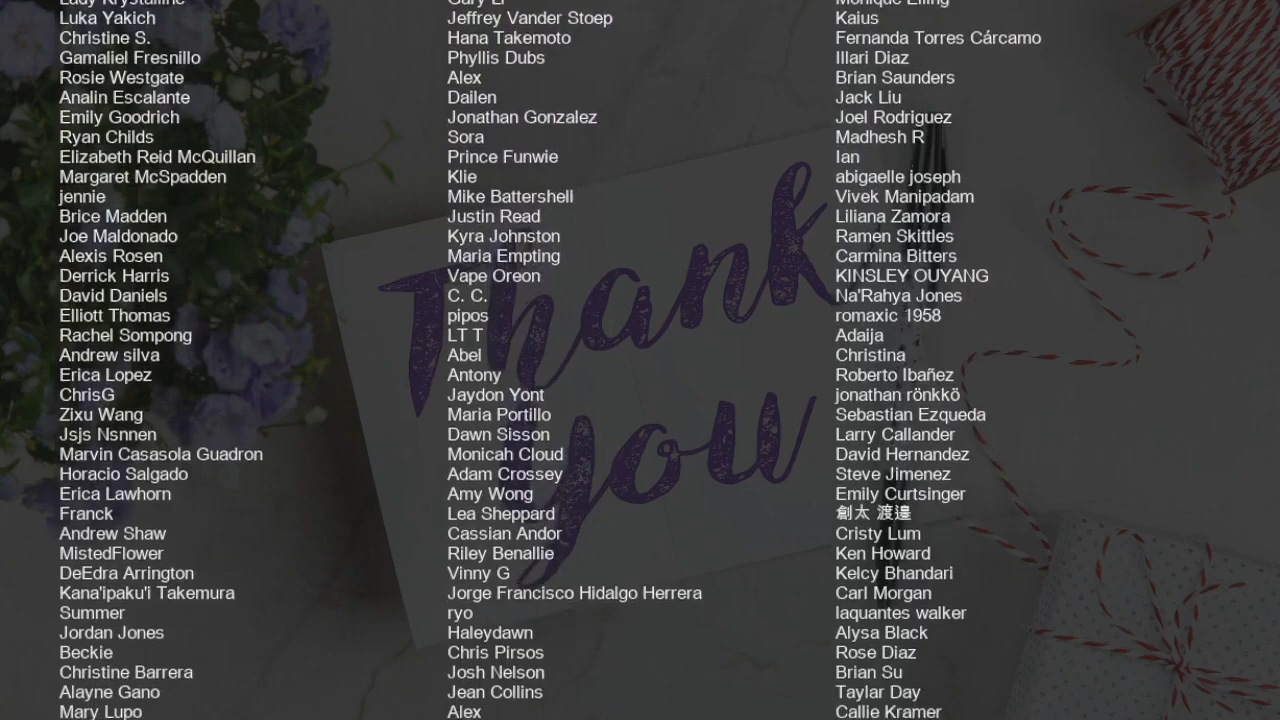 Lady Krystalline
Luka Yakich
Christine S.
Gamaliel Fresnillo
Rosie Westgate
Analin Escalante
Emily Goodrich
Ryan Childs
Elizabeth Reid McQuillan
Margaret McSpadden
jennie
Brice Madden
Joe Maldonado
Alexis Rosen
Derrick Harris
David Daniels
Elliott Thomas
Rachel Sompong
Andrew silva
Erica Lopez
ChrisG
Zixu Wang
Jsjs Nsnnen
Marvin Casasola Guadron
Horacio Salgado
Erica Lawhorn
Franck
Andrew Shaw
MistedFlower
DeEdra Arrington
Kana'ipaku'i Takemura
Summer
Jordan Jones
Beckie
Christine Barrera
Alayne Gano
Mary Lupo
Gary Li
Jeffrey Vander Stoep
Hana Takemoto
Phyllis Dubs
Alex
Dailen
Jonathan Gonzalez
Sora
Prince Funwie
Klie
Mike Battershell
Justin Read
Kyra Johnston
Maria Empting
Vape Oreon
C. C.
pipos
LT T
Abel
Antony
Jaydon Yont
Maria Portillo
Dawn Sisson
Monicah Cloud
Adam Crossey
Amy Wong
Lea Sheppard
Cassian Andor
Riley Benallie
Vinny G
Jorge Francisco Hidalgo Herrera
ryo
Haleydawn
Chris Pirsos
Josh Nelson
Jean Collins
Alex
Monique Elling
Kaius
Fernanda Torres Cárcamo
Illari Diaz
Brian Saunders
Jack Liu
Joel Rodriguez
Madhesh R
Ian
abigaelle joseph
Vivek Manipadam
Liliana Zamora
Ramen Skittles
Carmina Bitters
KINSLEY OUYANG
Na'Rahya Jones
romaxic 1958
Adaija
Christina
Roberto Ibañez
jonathan rönkkö
Sebastian Ezqueda
Larry Callander
David Hernandez
Steve Jimenez
Emily Curtsinger
創太 渡邉
Cristy Lum
Ken Howard
Kelcy Bhandari
Carl Morgan
laquantes walker
Alysa Black
Rose Diaz
Brian Su
Taylar Day
Callie Kramer
Thank
you